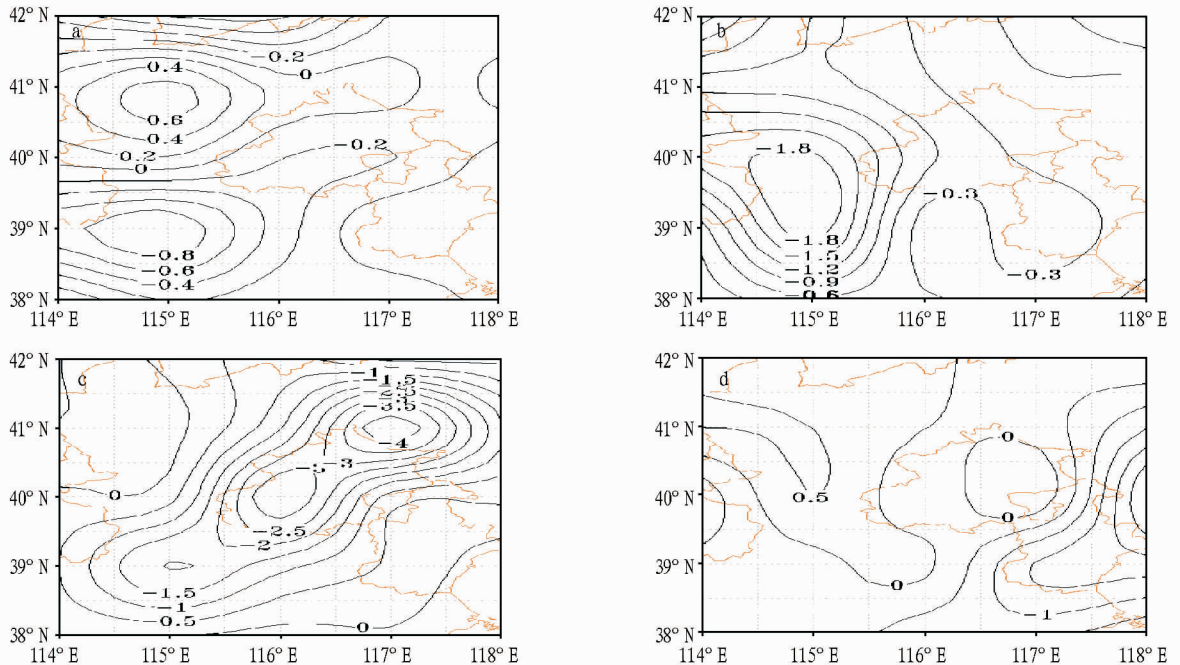 42° N
a
-0.2
41° N
0.4
0
0.6
0.4
40° N
0.2
-0.2
0
39° N
-0.8
-0.6
-0.4
38° N
114° E
115° E
116° E
117° E
118° E
42° N
b
41° N
40° N
-1.8
-0.3
39° N
-1.8
-1.5
-1.2
-0.3
-0.9
-0.6
38° N
114° E
115° E
116° E
117° E
118° E
42° N
c
-1
-1.5
-2.5
-3.5
41° N
-4
-3
40° N
0
-2.5
-2
39° N
-1.5
-1
0.5
0
38° N
114° E
115° E
116° E
117° E
118° E
42° N
d
41° N
0
40° N
0.5
0
39° N
0
-1
38° N
114° E
115° E
116° E
117° E
118° E